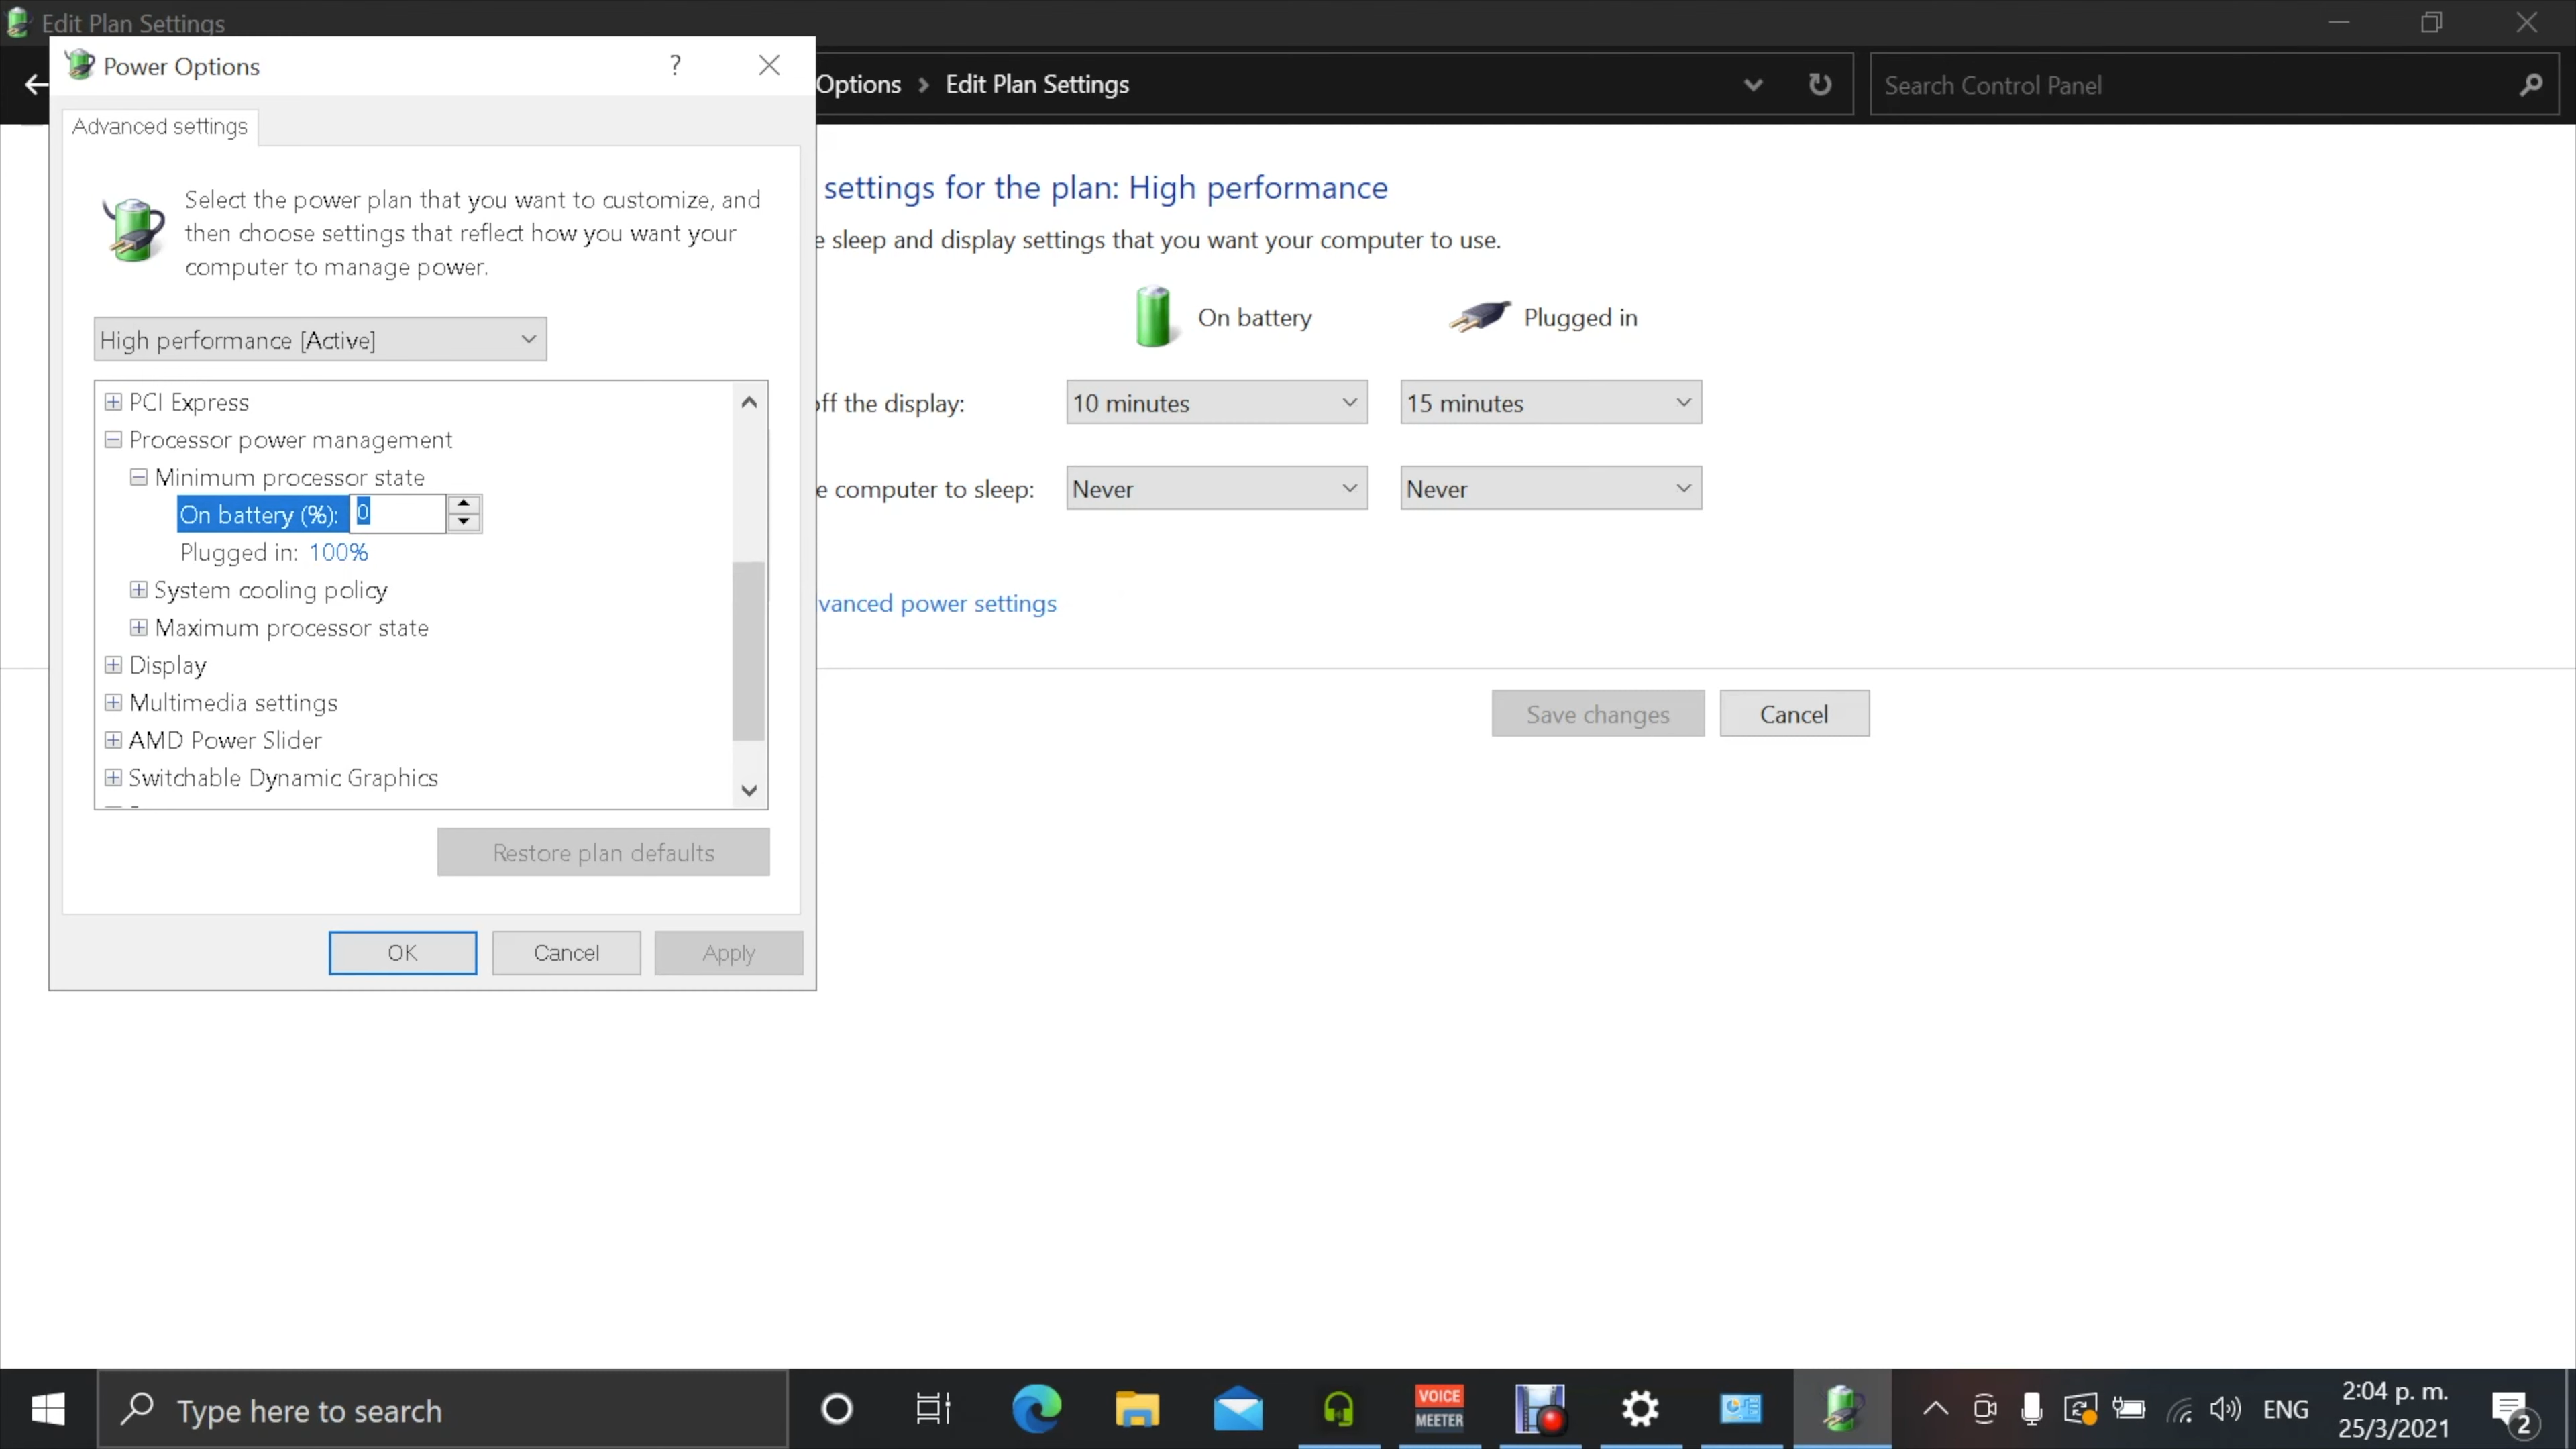 Edit Plan Settings
Power Options
?
Options
Edit Plan Settings
Search Control Panel
Advanced settings
Select the power plan that you want to customize, and
then choose settings that reflect how you want your
computer to manage power.
High performance [Active]
PCI Express
Processor power management
Minimum processor state
On battery (%): 0
Plugged in: 100%
System cooling policy
Maximum processor state
Display
Multimedia settings
AMD Power Slider
Switchable Dynamic Graphics
Restore plan defaults
OK
Cancel
Apply
settings for the plan: High performance
sleep and display settings that you want your computer to use.
On battery
Plugged in
the display:
10 minutes
15 minutes
computer to sleep:
Never
Never
vanced power settings
Save changes
Cancel
Type here to search
VOICE
MEETER
ENG
2:04 p. m.
25/3/2021
2